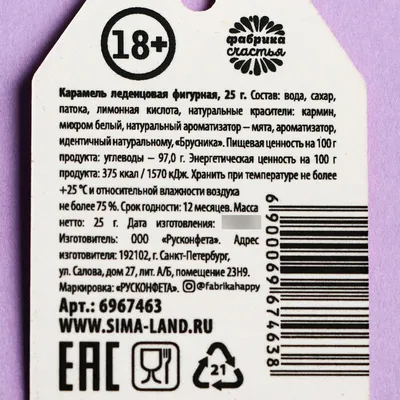 18+
фабрика
счастья
Карамель леденцовая фигурная, 25 г. Состав: вода, сахар,
патока, лимонная кислота, натуральные красители: кармин,
микром белый, натуральный ароматизатор – мята, ароматизатор,
идентичный натуральному, «Брусника». Пищевая ценность на 100 г
продукта: углеводы – 97,0 г. Энергетическая ценность на 100 г
продукта: 375 ккал / 1570 кДж. Хранить при температуре не более
+25 °С и относительной влажности воздуха
не более 75 %. Срок годности: 12 месяцев. Масса
нетто: 25 г. Дата изготовления:
Изготовитель: ООО «Русконфета». Адрес
изготовителя: 192102, г. Санкт-Петербург,
ул. Салова, дом 27, лит. А/Б, помещение 23Н9.
Маркировка: «РУСКОНФЕТА». @fabrikahappy
Арт.: 6967463
WWW.SIMA-LAND.RU
EAC
21
6900069674638